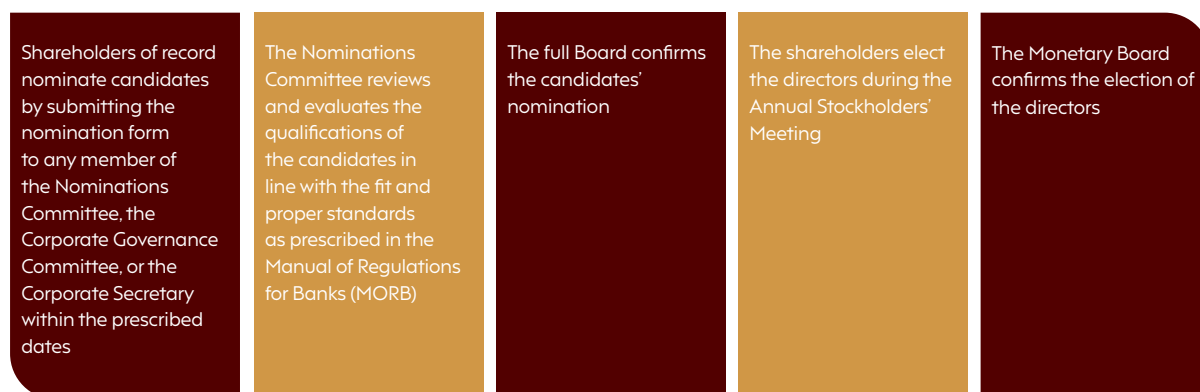 Shareholders of record
nominate candidates
by submitting the
nomination form
to any member of
the Nominations
Committee, the
Corporate Governance
Committee, or the
Corporate Secretary
within the prescribed
dates
The Nominations
Committee reviews
and evaluates the
qualifications of
the candidates in
line with the fit and
proper standards
as prescribed in the
Manual of Regulations
for Banks (MORB)
The full Board confirms
the candidates’
nomination
The shareholders elect
the directors during the
Annual Stockholders’
Meeting
The Monetary Board
confirms the election of
the directors